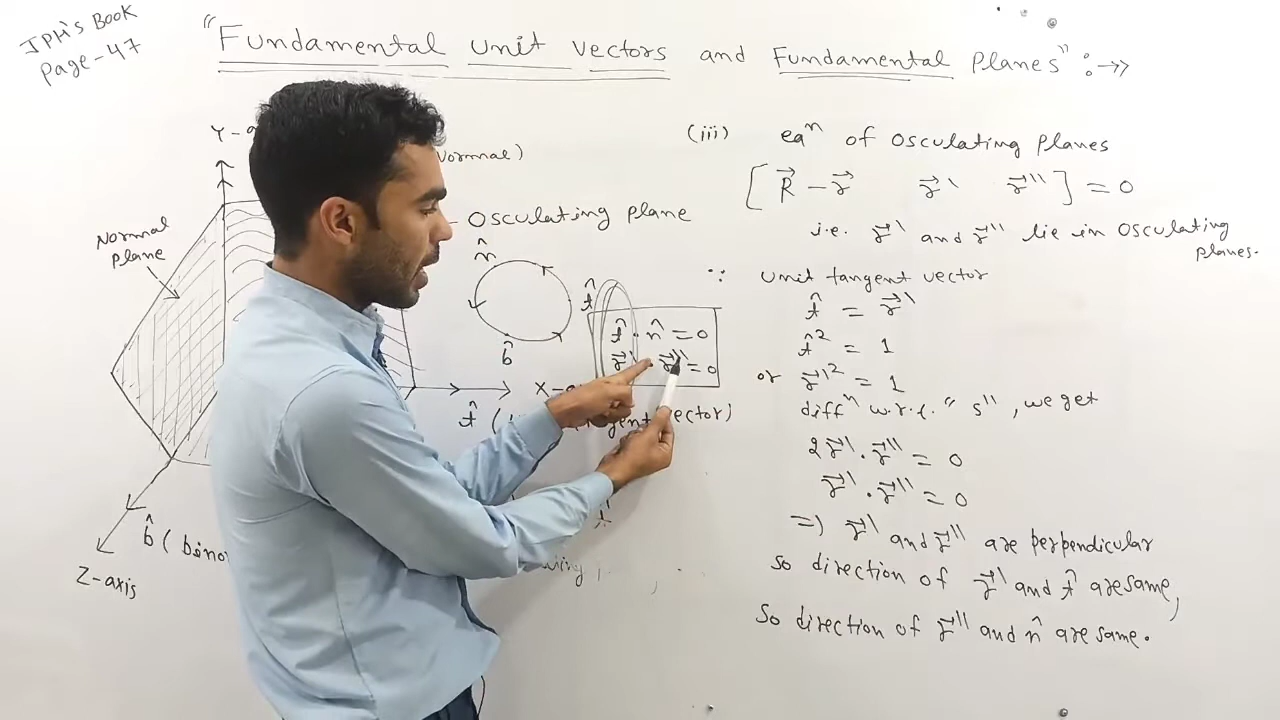 JPH's Book
Page-47
"Fundamental unit vectors and Fundamental Planes" :→>>
Y-a
Normal)
- Osculating plane
Normal
plane
n̂
b̂
t̂
t̂ · n̂ = 0
r⃗' · r⃗'' = 0
X-a
t̂ (
vector)
b̂ (bino
Z-axis
(iii) eqⁿ of osculating planes
[R⃗ - r⃗ r⃗' r⃗''] = 0
i.e. r⃗' and r⃗'' lie in osculating
planes.
∵ unit tangent vector
t̂ = r⃗'
t̂² = 1
or r⃗'² = 1
diffⁿ w.r.t. "s", we get
2r⃗'. r⃗'' = 0
r⃗' . r⃗'' = 0
=) r⃗' and r⃗'' are perpendicular
so direction of r⃗' and t̂ are same,
So direction of r⃗'' and n̂ are same.